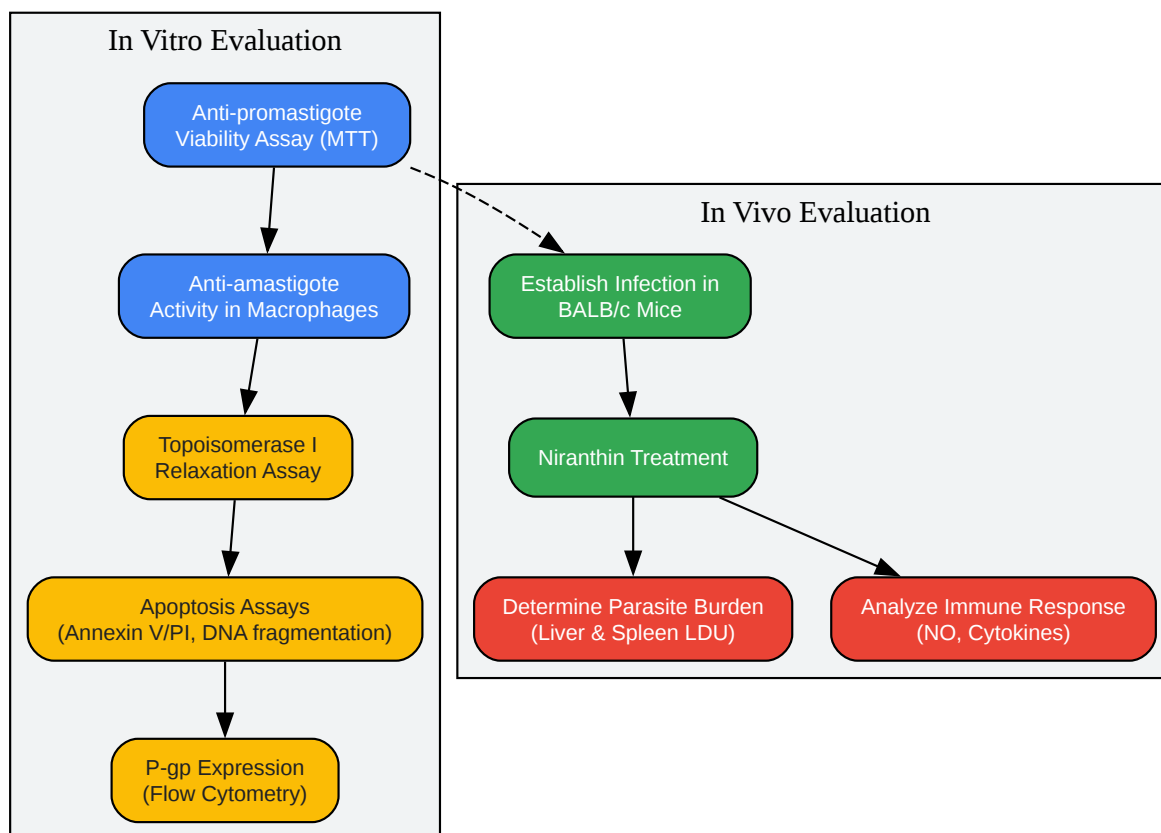 In Vitro Evaluation
Anti-promastigote
Viability Assay (MTT)
Anti-amastigote
Activity in Macrophages
Topoisomerase I
Relaxation Assay
Apoptosis Assays
(Annexin V/PI, DNA fragmentation)
P-gp Expression
(Flow Cytometry)
In Vivo Evaluation
Establish Infection in
BALB/c Mice
Niranthin Treatment
Determine Parasite Burden
(Liver & Spleen LDU)
Analyze Immune Response
(NO, Cytokines)